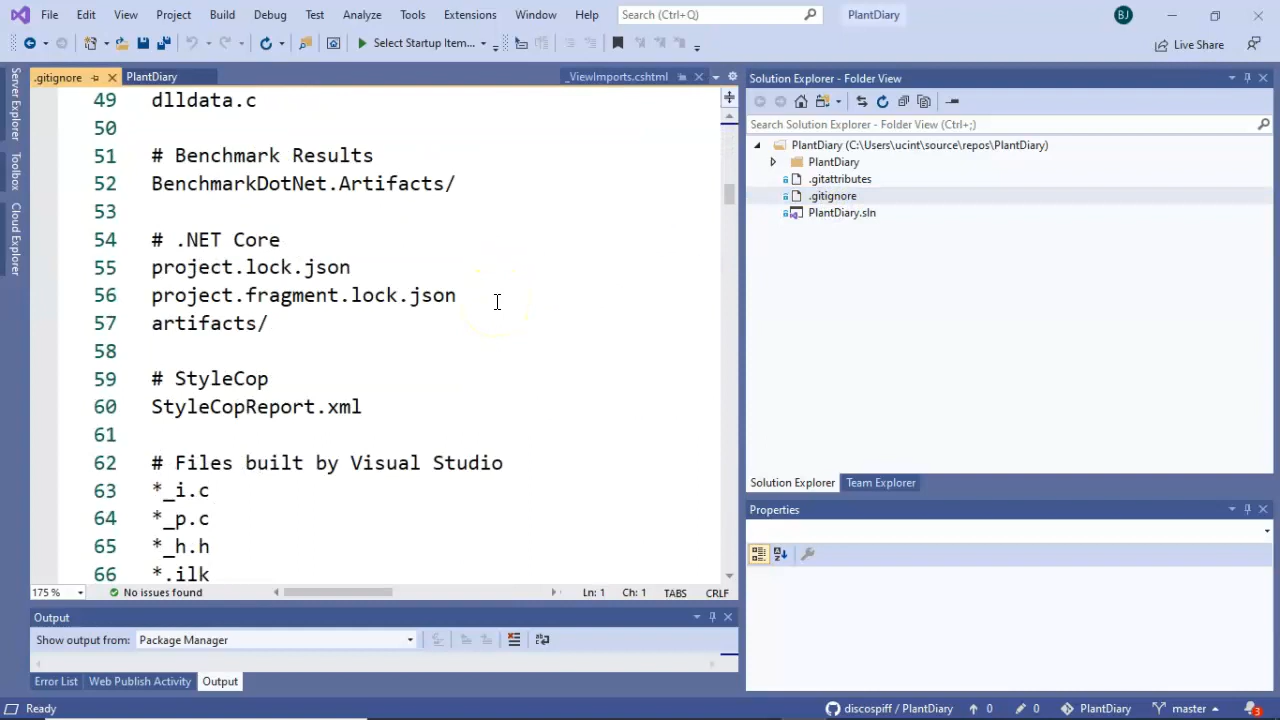 File Edit View Project Build Debug Test Analyze Tools Extensions Window Help Search (Ctrl+Q) PlantDiary BJ
Select Startup Item... Live Share
Server Explorer
Toolbox
Cloud Explorer
.gitignore PlantDiary _ViewImports.cshtml
49 dlldata.c
50
51 # Benchmark Results
52 BenchmarkDotNet.Artifacts/
53
54 # .NET Core
55 project.lock.json
56 project.fragment.lock.json
57 artifacts/
58
59 # StyleCop
60 StyleCopReport.xml
61
62 # Files built by Visual Studio
63 *_i.c
64 *_p.c
65 *_h.h
66 *.ilk
175 % No issues found Ln: 1 Ch: 1 TABS CRLF
Output
Show output from: Package Manager
Error List Web Publish Activity Output
Solution Explorer - Folder View
Search Solution Explorer - Folder View (Ctrl+;)
PlantDiary (C:\Users\ucint\source\repos\PlantDiary)
PlantDiary
.gitattributes
.gitignore
PlantDiary.sln
Solution Explorer Team Explorer
Properties
Ready discospiff / PlantDiary 0 0 PlantDiary master 3